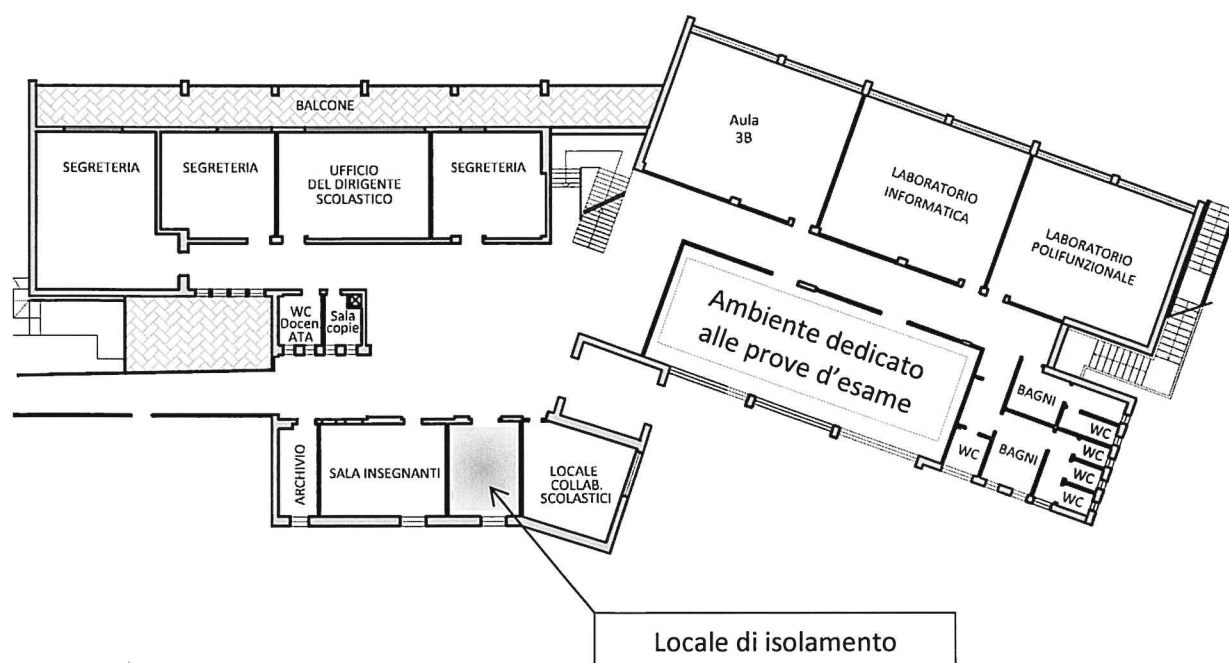 BALCONE
SEGRETERIA
SEGRETERIA
UFFICIO
DEL DIRIGENTE
SCOLASTICO
SEGRETERIA
Aula
3B
LABORATORIO
INFORMATICA
LABORATORIO
POLIFUNZIONALE
WC
Docen.
ATA
Sala
copie
Ambiente dedicato
alle prove d'esame
BAGNI
WC
WC
BAGNI
WC
WC
WC
ARCHIVIO
SALA INSEGNANTI
LOCALE
COLLAB.
SCOLASTICI
Locale di isolamento